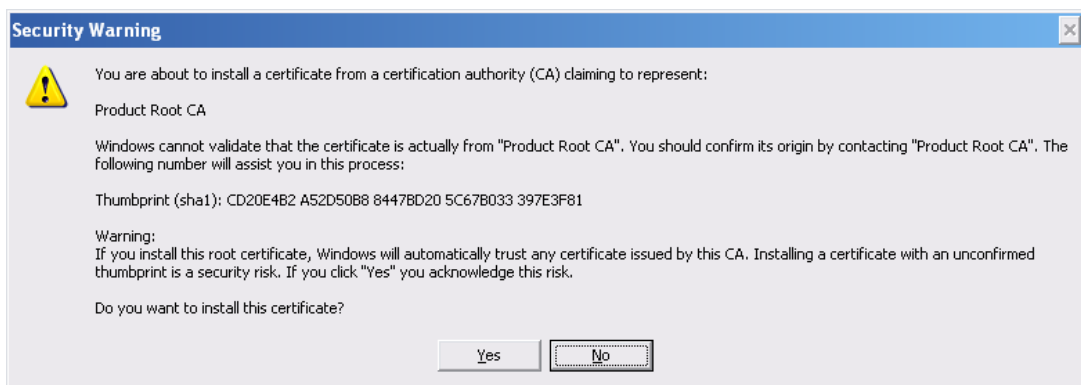 Security Warning
You are about to install a certificate from a certification authority (CA) claiming to represent:
Product Root CA
Windows cannot validate that the certificate is actually from "Product Root CA". You should confirm its origin by contacting "Product Root CA". The
following number will assist you in this process:
Thumbprint (sha1): CD20E4B2 A52D50B8 8447BD20 5C67B033 397E3F81
Warning:
If you install this root certificate, Windows will automatically trust any certificate issued by this CA. Installing a certificate with an unconfirmed
thumbprint is a security risk. If you click "Yes" you acknowledge this risk.
Do you want to install this certificate?
Yes No